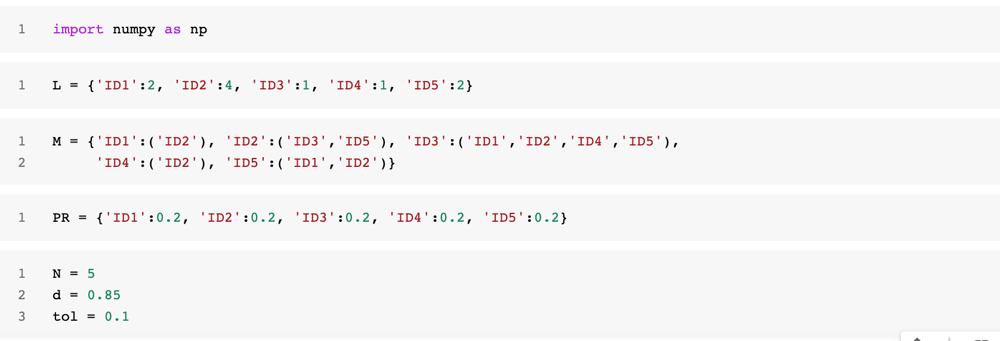 1 import numpy as np
1 L = {'ID1':2, 'ID2':4, 'ID3':1, 'ID4':1, 'ID5':2}
1 M = {'ID1':('ID2'), 'ID2':('ID3','ID5'), 'ID3':('ID1','ID2','ID4','ID5'),
2 'ID4':('ID2'), 'ID5':('ID1','ID2')}
1 PR = {'ID1':0.2, 'ID2':0.2, 'ID3':0.2, 'ID4':0.2, 'ID5':0.2}
1 N = 5
2 d = 0.85
3 tol = 0.1